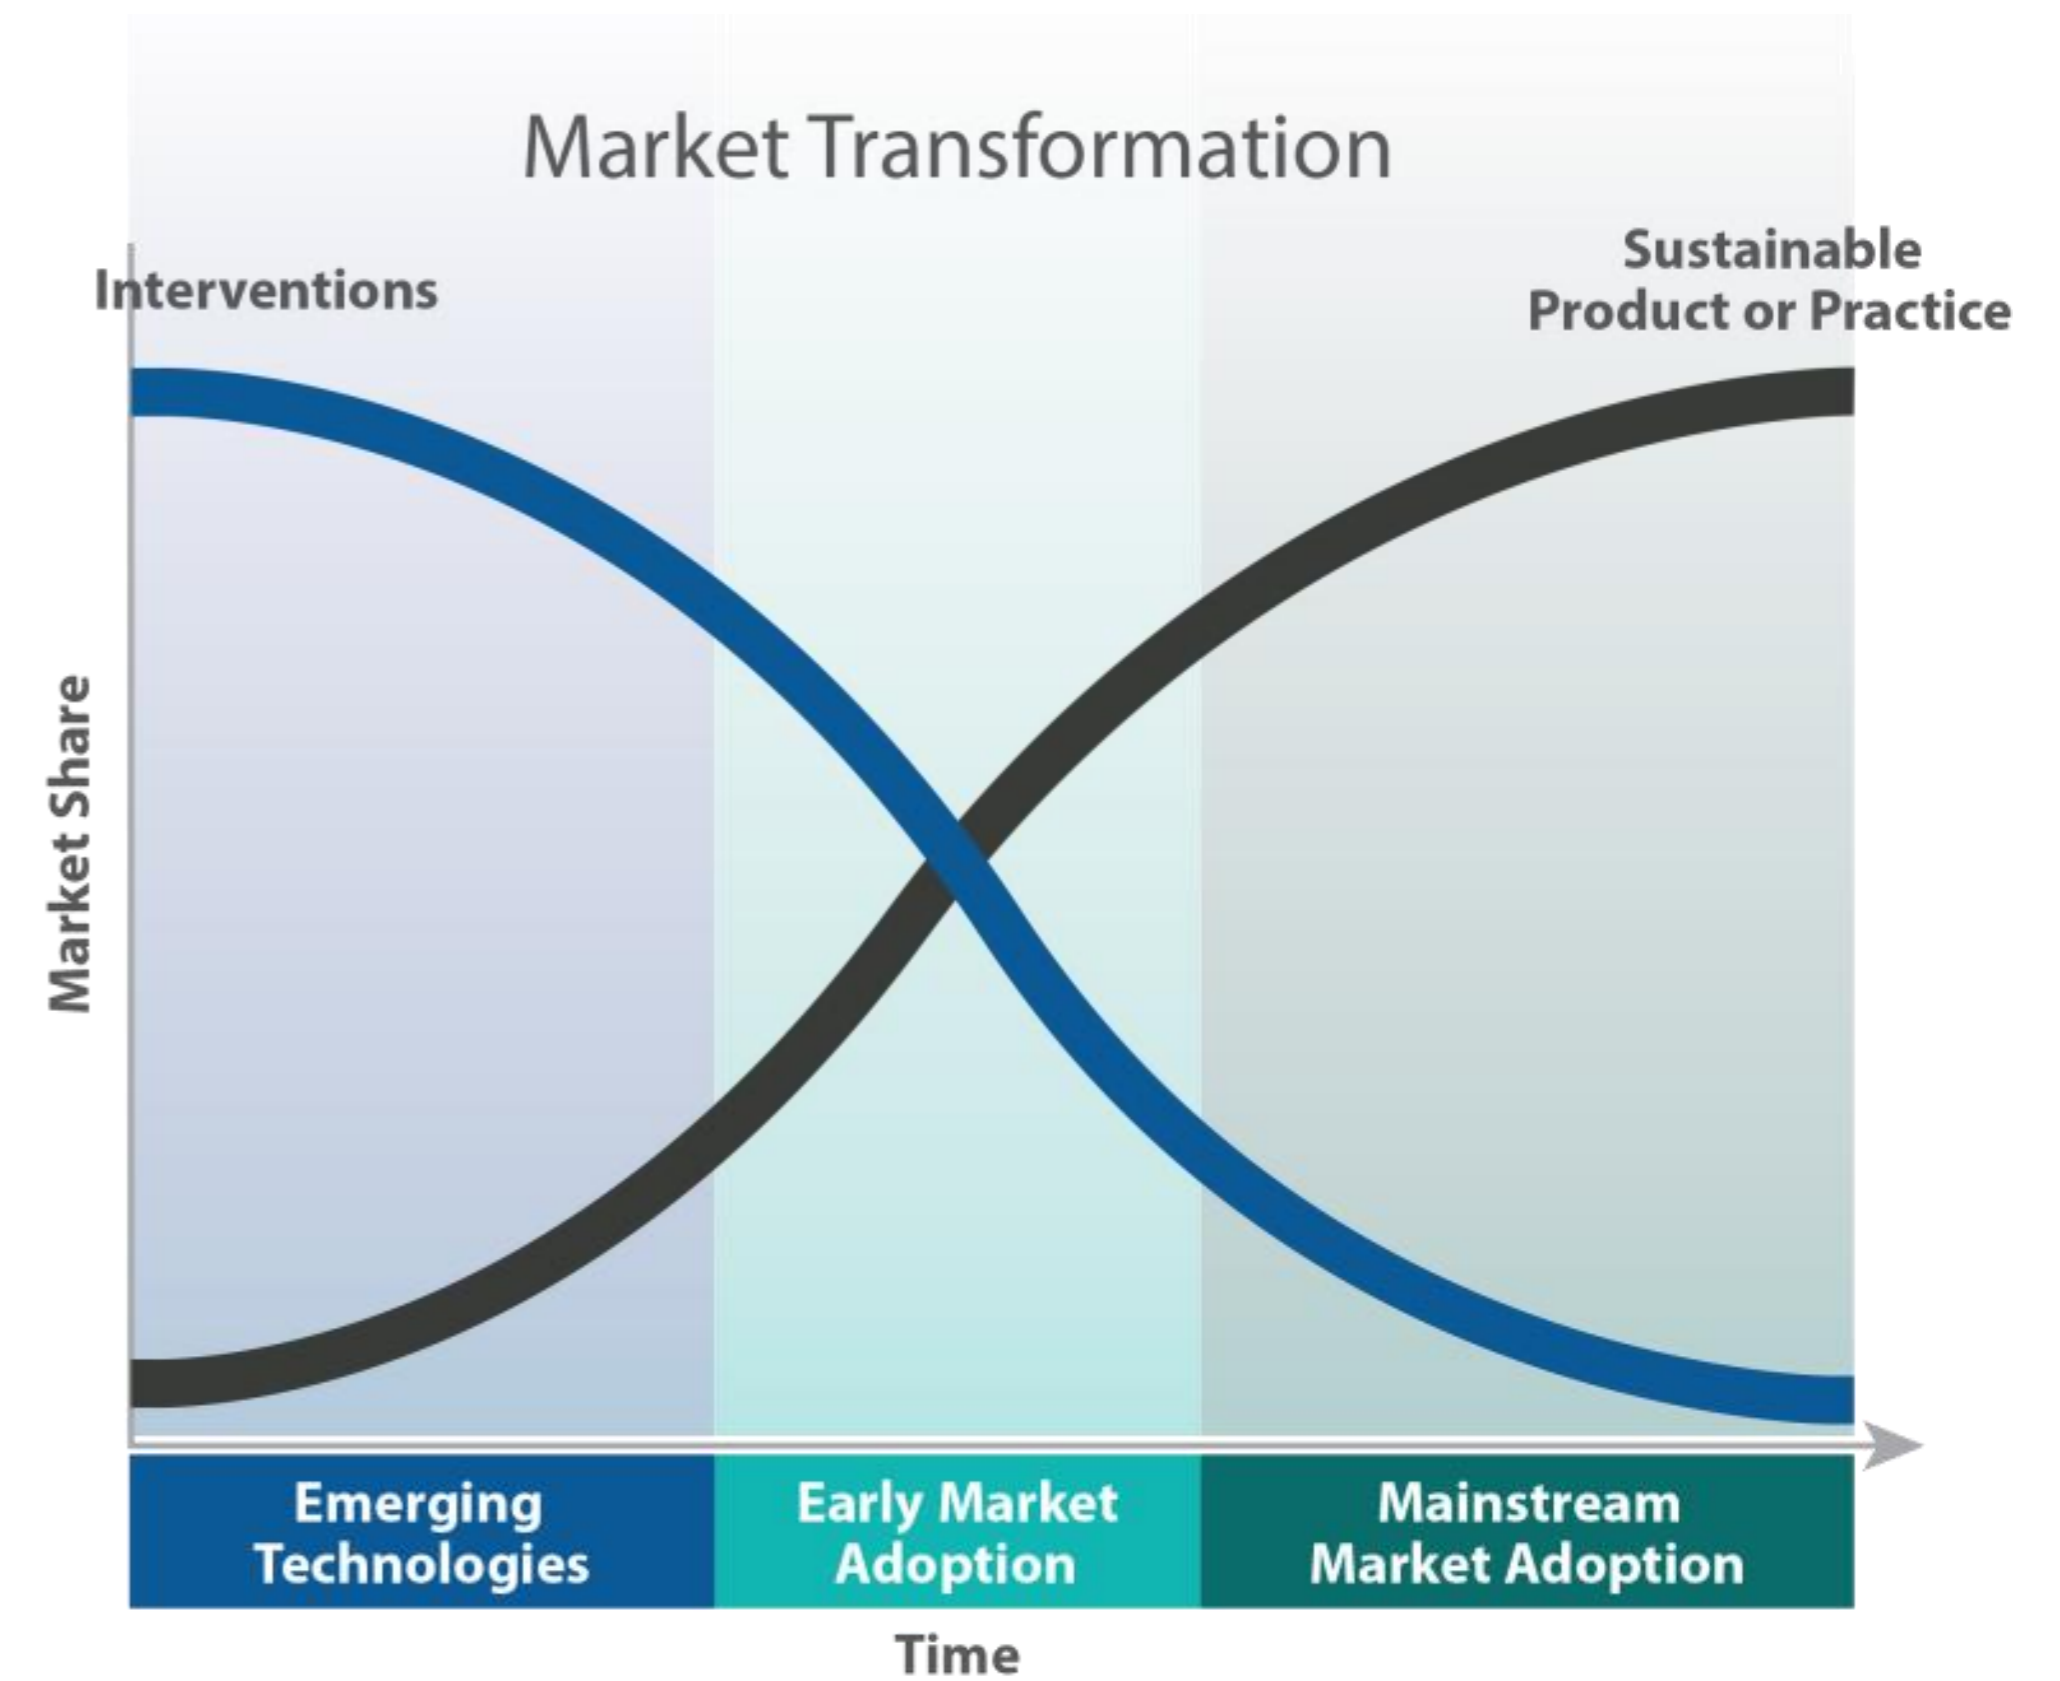 Market Transformation
Interventions
Sustainable
Product or Practice
Market Share
Emerging
Technologies
Early Market
Adoption
Mainstream
Market Adoption
Time